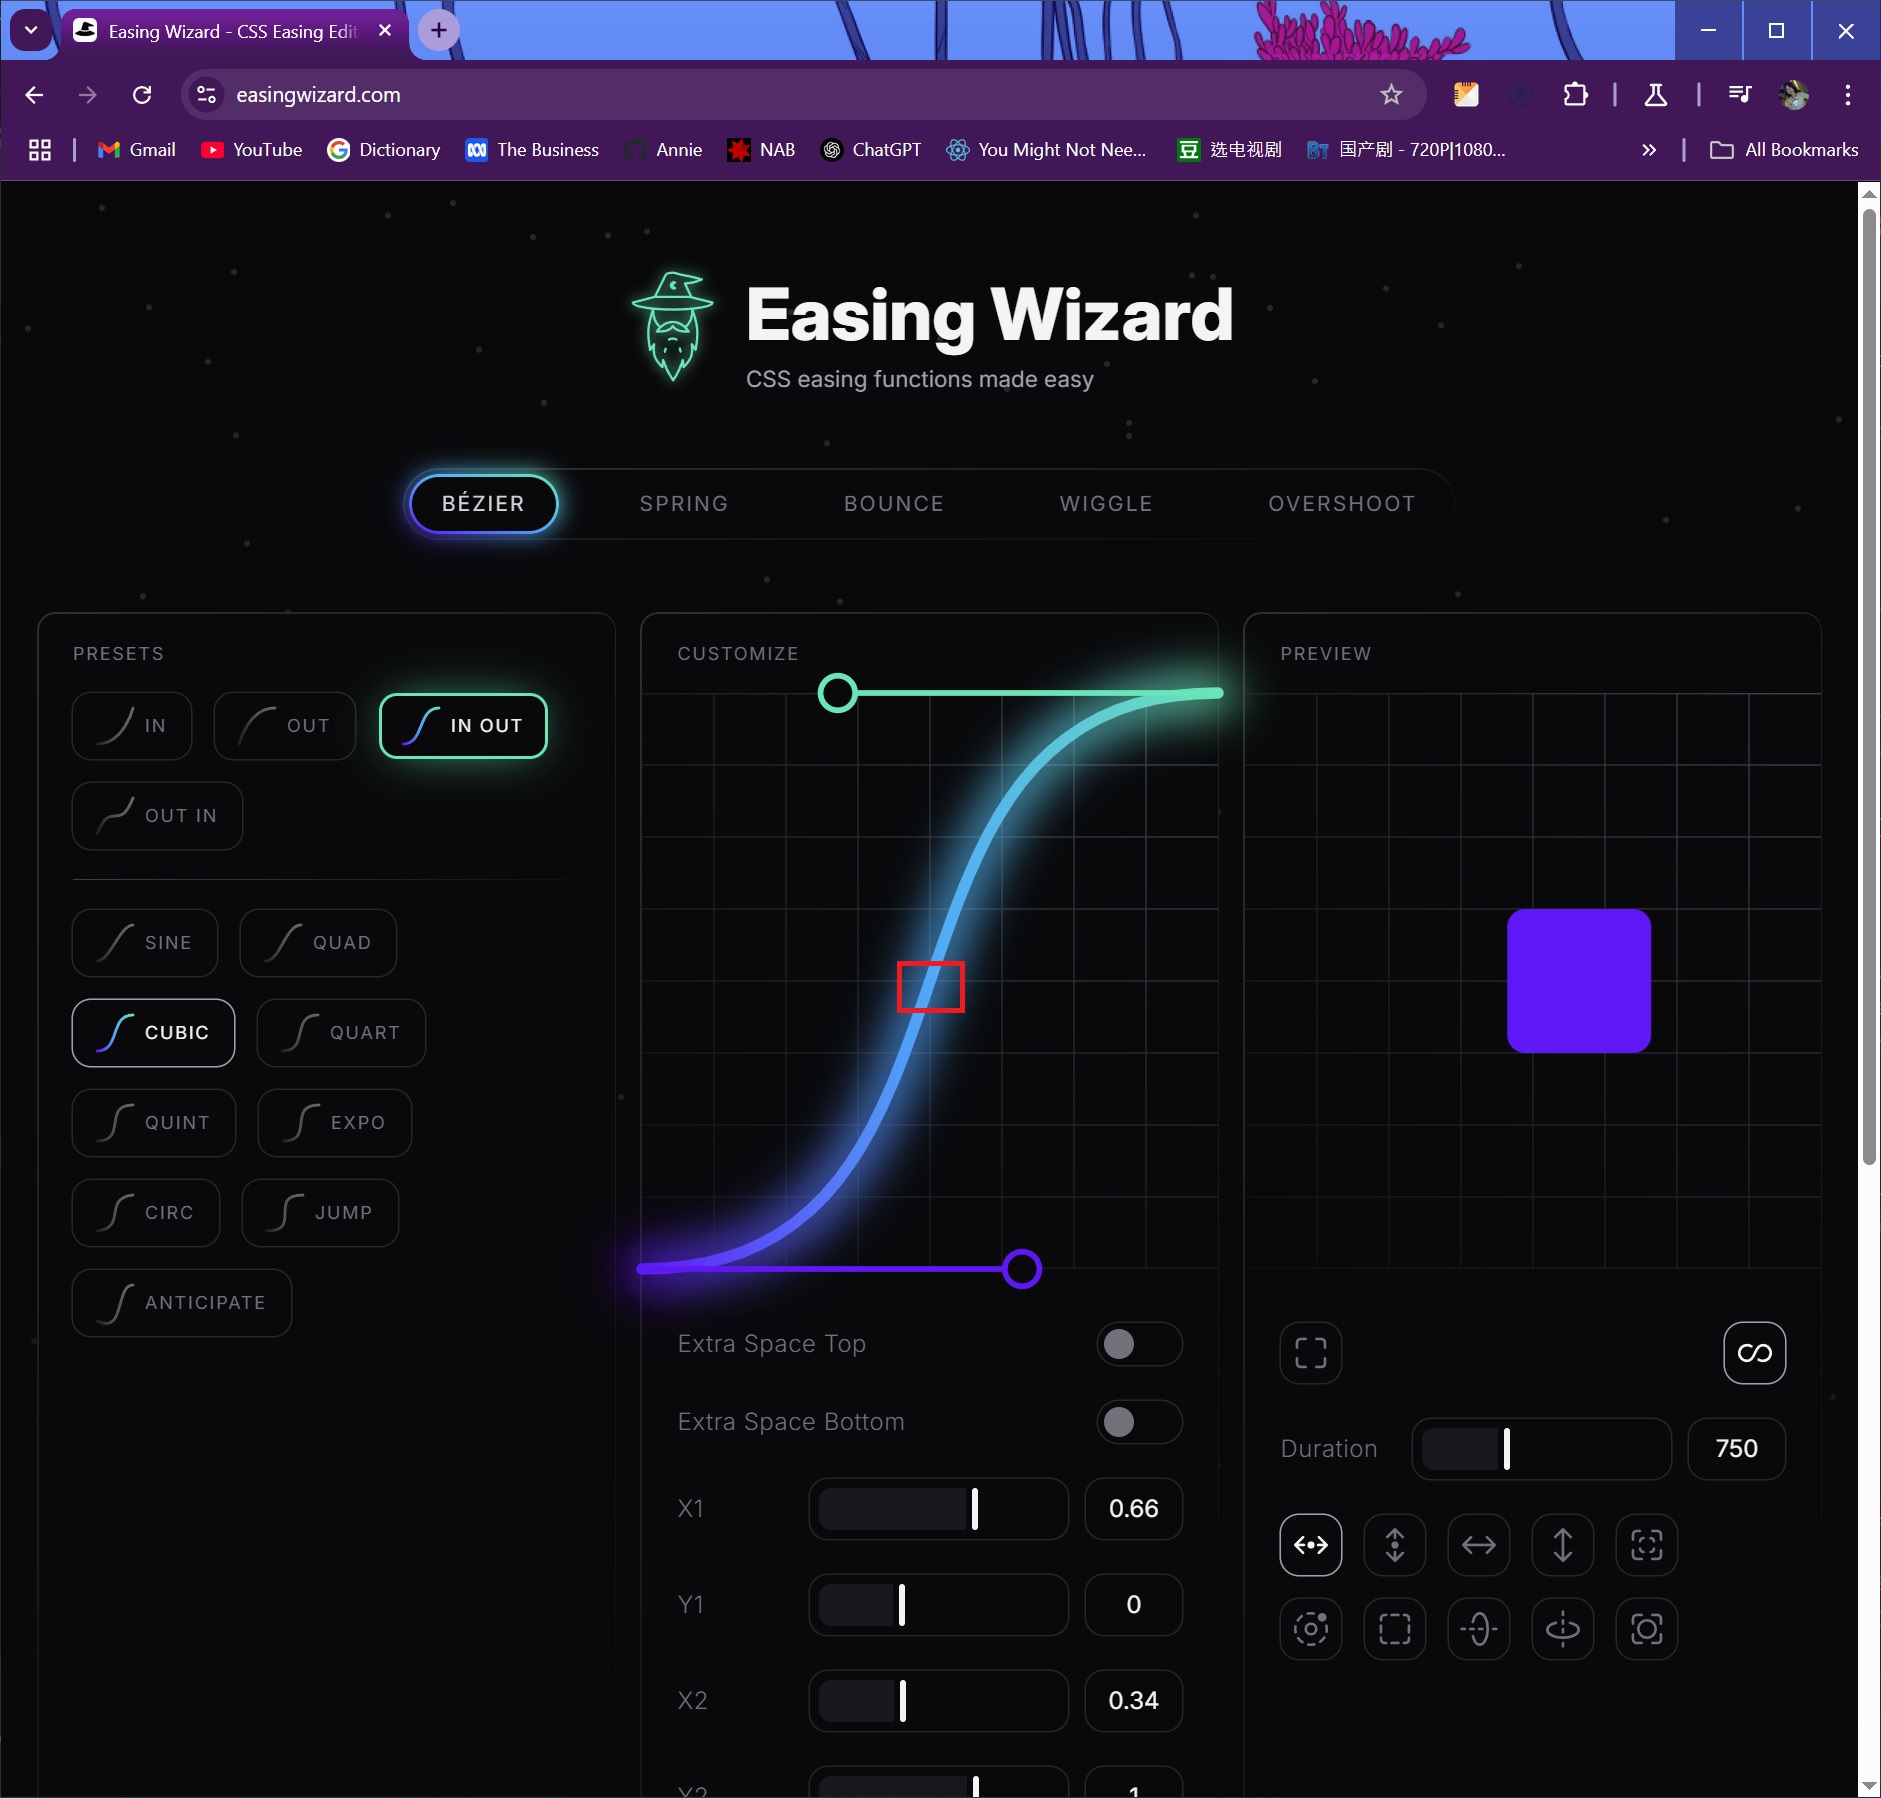 Easing Wizard - CSS Easing Edit
easingwizard.com
Gmail YouTube Dictionary The Business Annie NAB ChatGPT You Might Not Nee... 选电视剧 国产剧 - 720P|1080... All Bookmarks
Easing Wizard
CSS easing functions made easy
BÉZIER SPRING BOUNCE WIGGLE OVERSHOOT
PRESETS
IN OUT IN OUT
OUT IN
SINE QUAD
CUBIC QUART
QUINT EXPO
CIRC JUMP
ANTICIPATE
CUSTOMIZE
Extra Space Top
Extra Space Bottom
X1 0.66
Y1 0
X2 0.34
Y2 1
PREVIEW
Duration 750